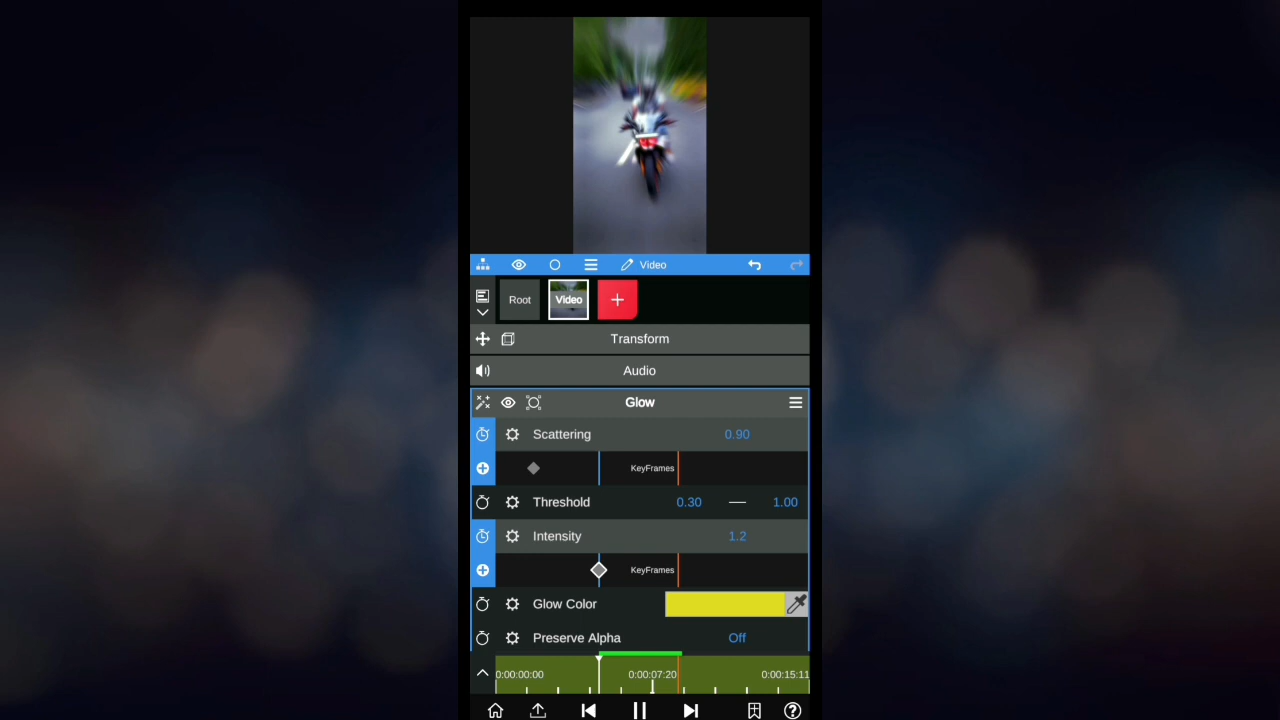 Video
Root
Video
Transform
Audio
Glow
Scattering 0.90
KeyFrames
Threshold 0.30 — 1.00
Intensity 1.2
KeyFrames
Glow Color
Preserve Alpha Off
0:00:00:00 0:00:07:20 0:00:15:11